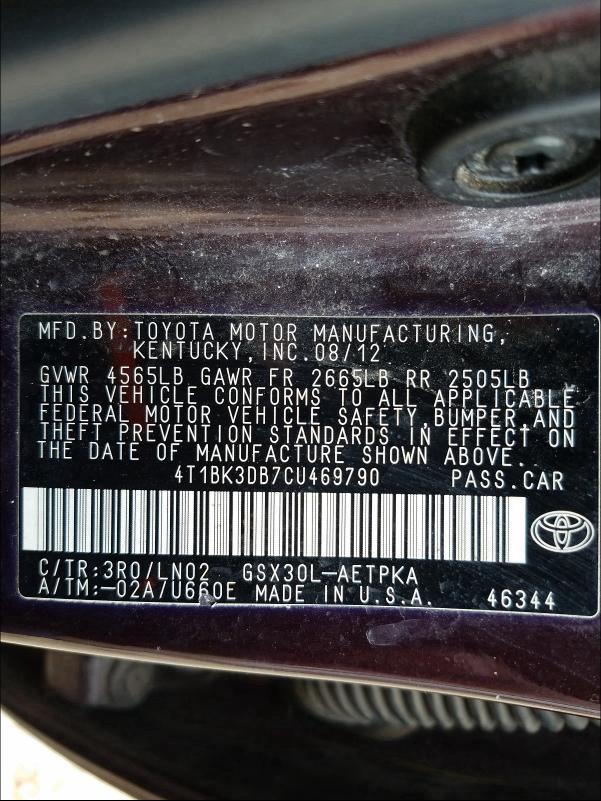 MFD.BY:TOYOTA MOTOR MANUFACTURING,
KENTUCKY,INC.08/12
GVWR 4565LB GAWR FR 2665LB RR 2505LB
THIS VEHICLE CONFORMS TO ALL APPLICABLE
FEDERAL MOTOR VEHICLE SAFETY,BUMPER,AND
THEFT PREVENTION STANDARDS IN EFFECT ON
THE DATE OF MANUFACTURE SHOWN ABOVE.
4T1BK3DB7CU469790 PASS.CAR
C/TR:3R0/LN02 GSX30L-AETPKA
A/TM:-02A/U660E MADE IN U.S.A. 46344